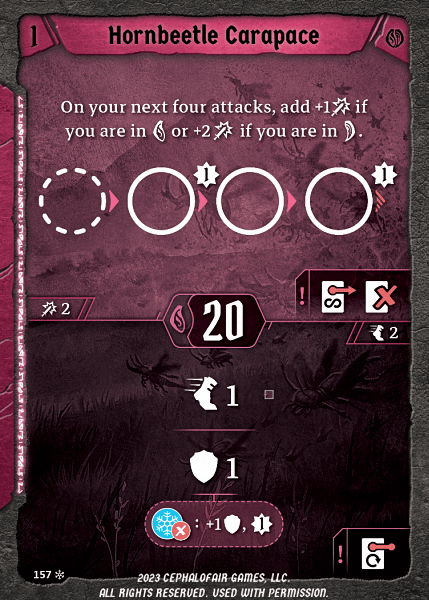 1 Hornbeetle Carapace
On your next four attacks, add +1 if
you are in or +2 if you are in .
1 1
! S
2 20 2
1
1
: +1 , 1
!
157
2023 CEPHALOFAIR GAMES, LLC.
ALL RIGHTS RESERVED. USED WITH PERMISSION.